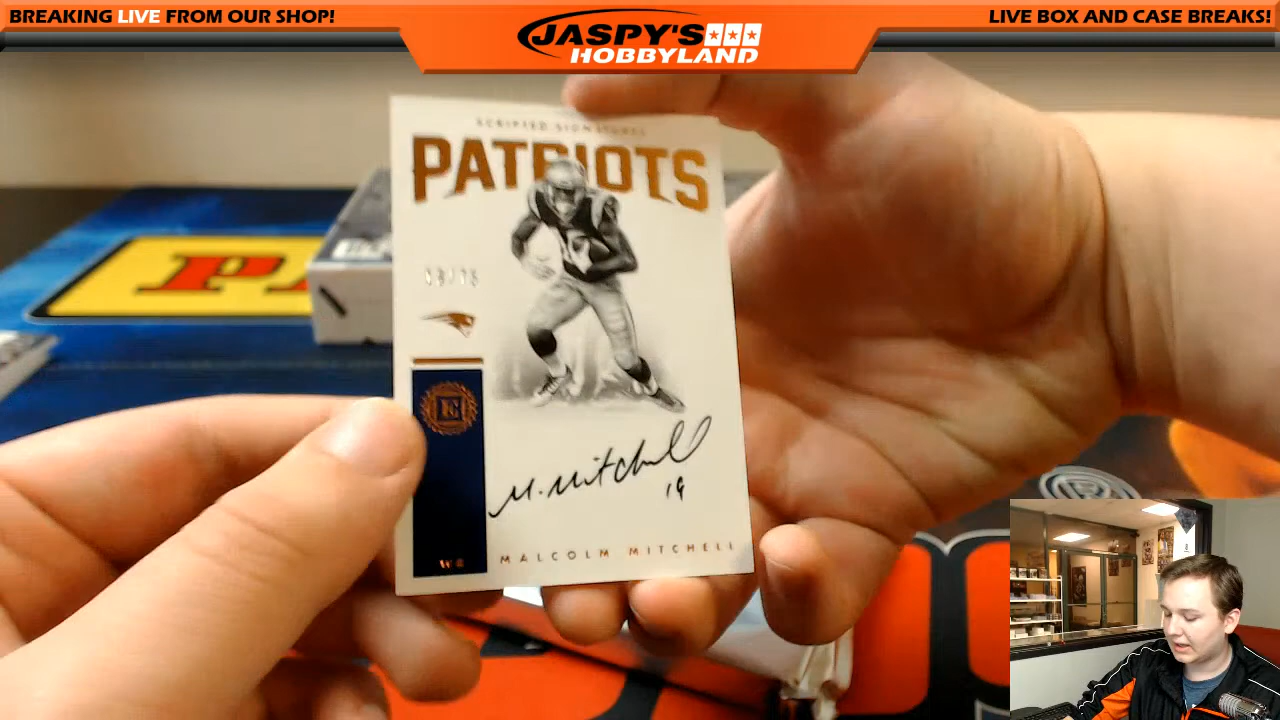 BREAKING LIVE FROM OUR SHOP!
JASPY'S
HOBBYLAND
LIVE BOX AND CASE BREAKS!
SCRIPTED SIGNATURES
PATRIOTS
E
M. Mitchell
19
WR
MALCOLM MITCHELL